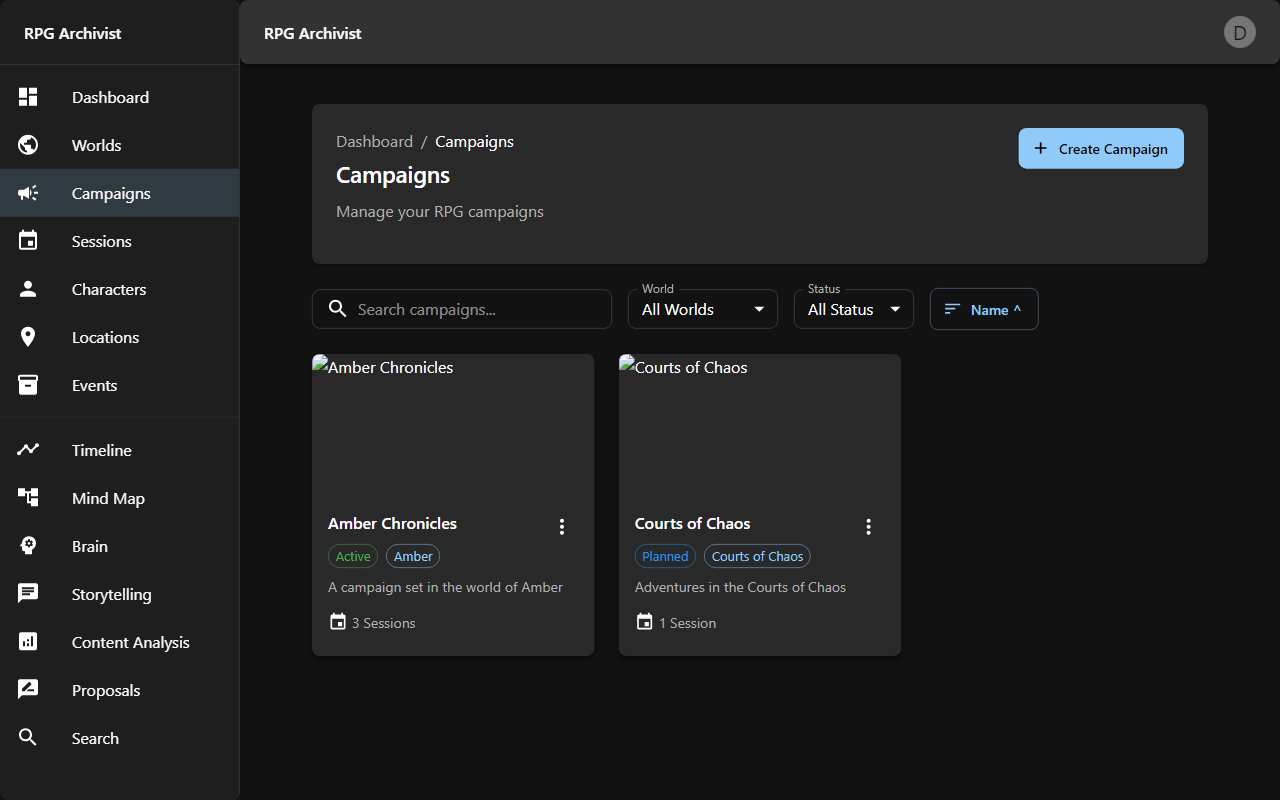 RPG Archivist
Dashboard
Worlds
Campaigns
Sessions
Characters
Locations
Events
Timeline
Mind Map
Brain
Storytelling
Content Analysis
Proposals
Search
RPG Archivist
D
Dashboard / Campaigns
Campaigns
Manage your RPG campaigns
+ Create Campaign
Search campaigns...
World
All Worlds
Status
All Status
Name ^
Amber Chronicles
Amber Chronicles
Active Amber
A campaign set in the world of Amber
3 Sessions
Courts of Chaos
Courts of Chaos
Planned Courts of Chaos
Adventures in the Courts of Chaos
1 Session